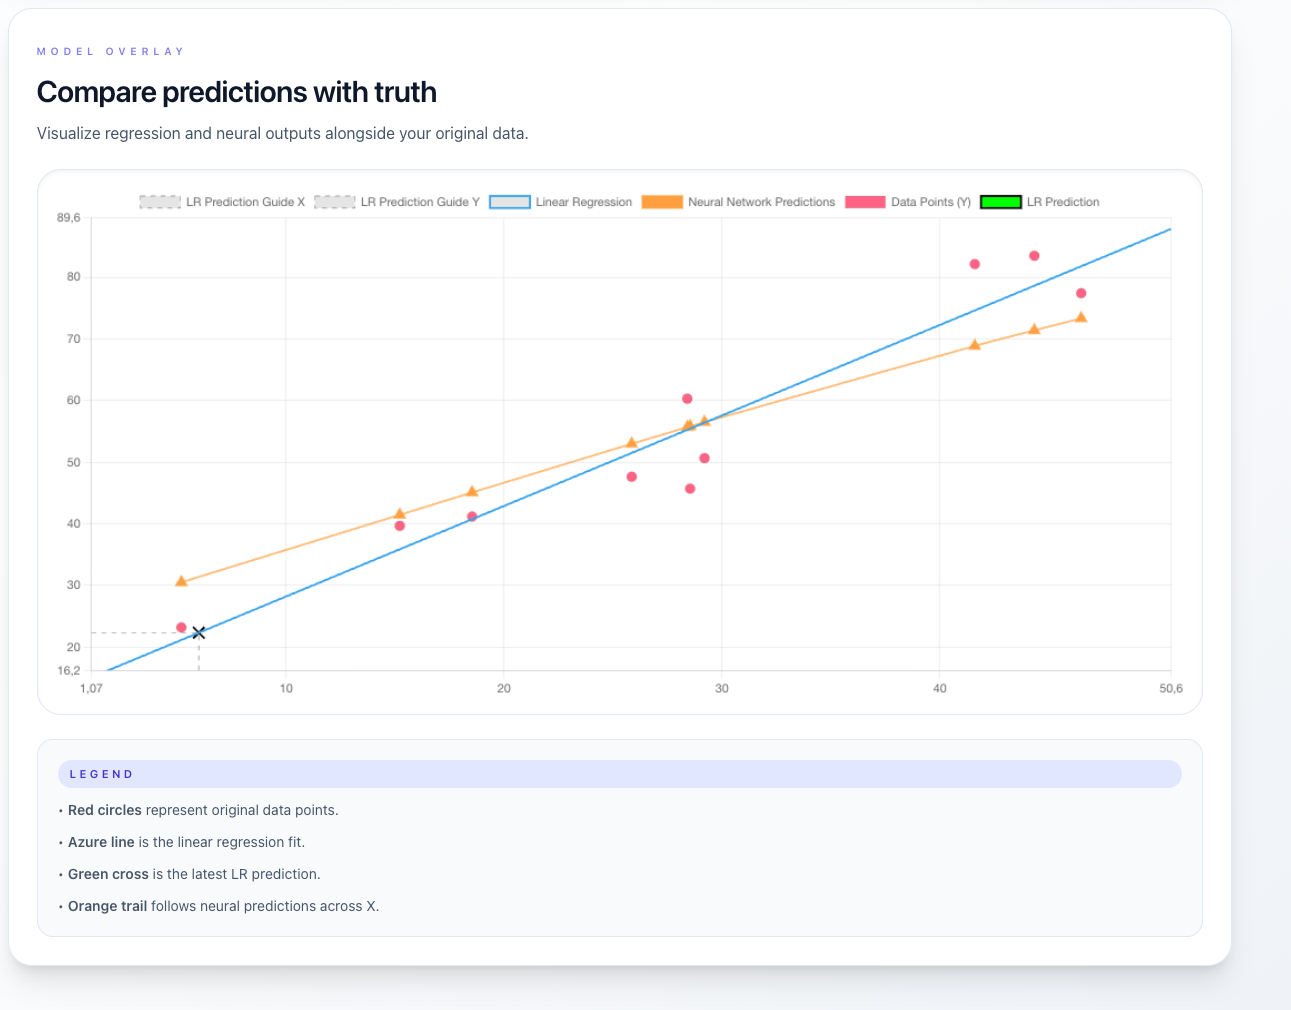 MODEL OVERLAY
Compare predictions with truth
Visualize regression and neural outputs alongside your original data.
LR Prediction Guide X LR Prediction Guide Y Linear Regression Neural Network Predictions Data Points (Y) LR Prediction
89,6
80
70
60
50
40
30
20
16,2
1,07 10 20 30 40 50,6
LEGEND
• Red circles represent original data points.
• Azure line is the linear regression fit.
• Green cross is the latest LR prediction.
• Orange trail follows neural predictions across X.